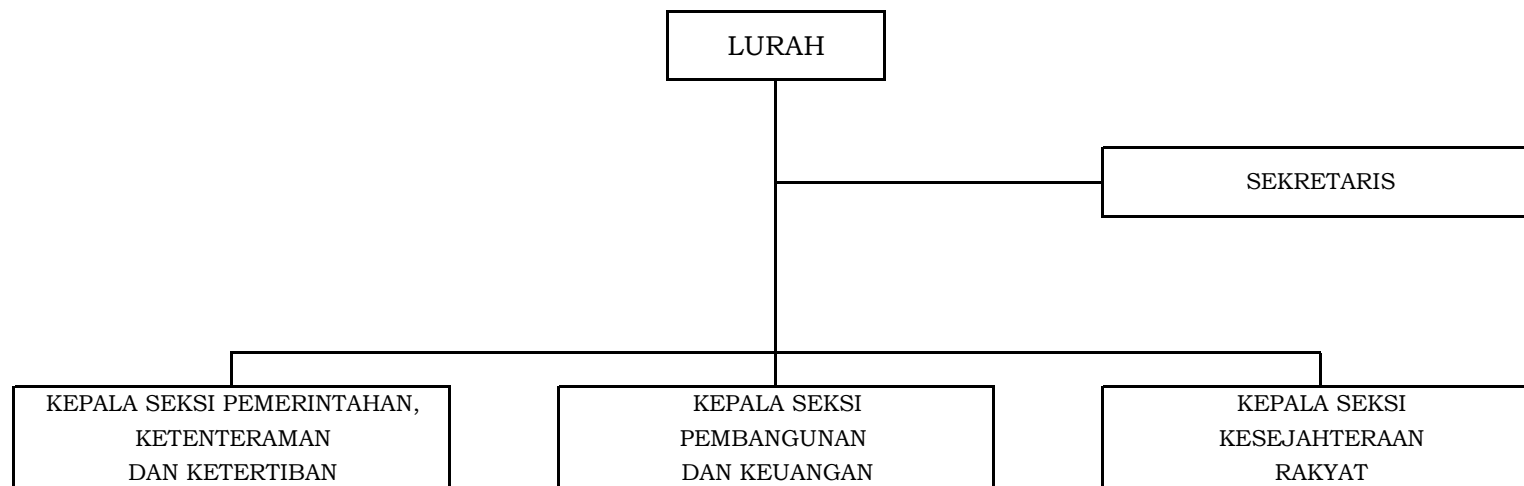 LURAH
SEKRETARIS
KEPALA SEKSI PEMERINTAHAN,
KETENTERAMAN
DAN KETERTIBAN
KEPALA SEKSI
PEMBANGUNAN
DAN KEUANGAN
KEPALA SEKSI
KESEJAHTERAAN
RAKYAT